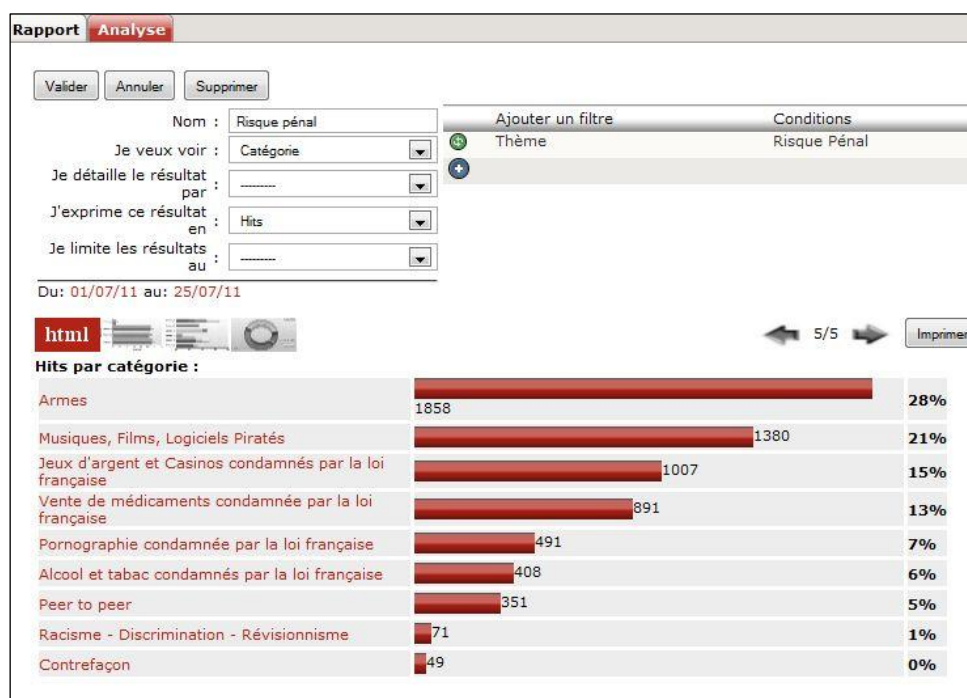 Rapport Analyse
Valider Annuler Supprimer
Nom : Risque pénal
Je veux voir : Catégorie
Je détaille le résultat
par : ---------
J'exprime ce résultat
en : Hits
Je limite les résultats
au : ---------
Ajouter un filtre Conditions
Thème Risque Pénal
Du: 01/07/11 au: 25/07/11
html 5/5 Imprimer
Hits par catégorie :
Armes 1858 28%
Musiques, Films, Logiciels Piratés 1380 21%
Jeux d'argent et Casinos condamnés par la loi
française 1007 15%
Vente de médicaments condamnée par la loi
française 891 13%
Pornographie condamnée par la loi française 491 7%
Alcool et tabac condamnés par la loi française 408 6%
Peer to peer 351 5%
Racisme - Discrimination - Révisionnisme 71 1%
Contrefaçon 49 0%